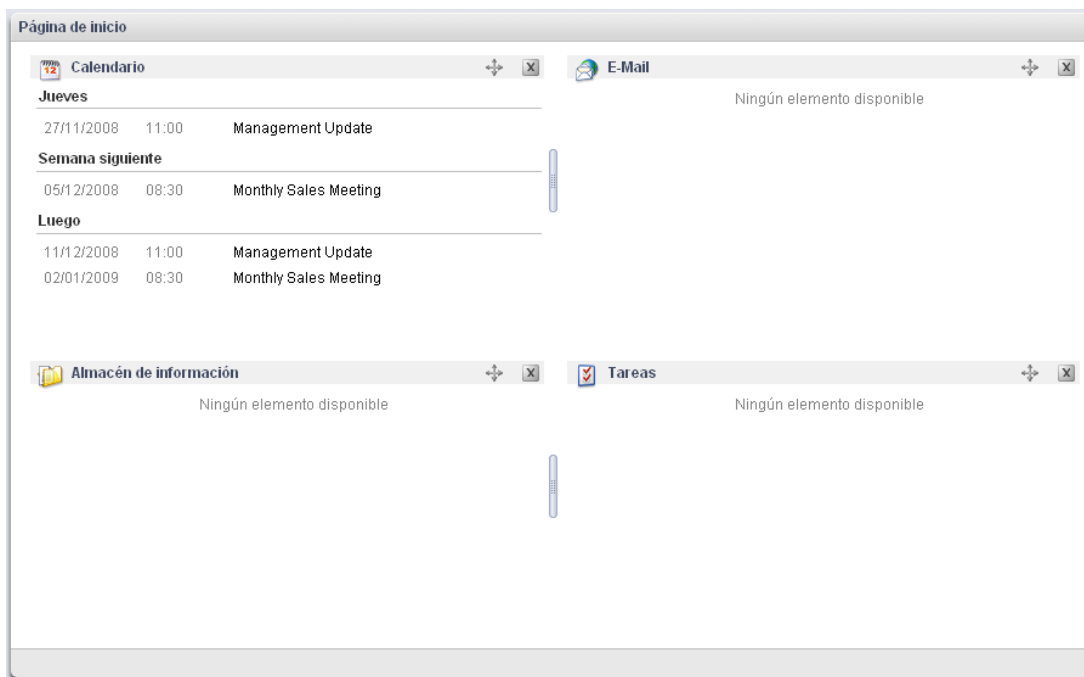 Página de inicio
12 Calendario X
Jueves
27/11/2008 11:00 Management Update
Semana siguiente
05/12/2008 08:30 Monthly Sales Meeting
Luego
11/12/2008 11:00 Management Update
02/01/2009 08:30 Monthly Sales Meeting
E-Mail X
Ningún elemento disponible
Almacén de información X
Ningún elemento disponible
Tareas X
Ningún elemento disponible